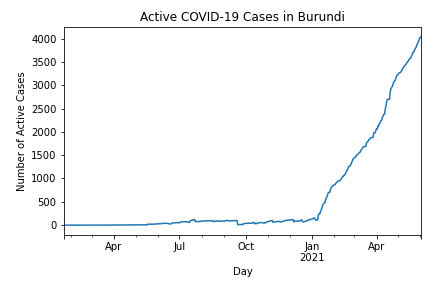 Active COVID-19 Cases in Burundi
Number of Active Cases
4000
3500
3000
2500
2000
1500
1000
500
0
Apr
Jul
Oct
Jan
2021
Apr
Day